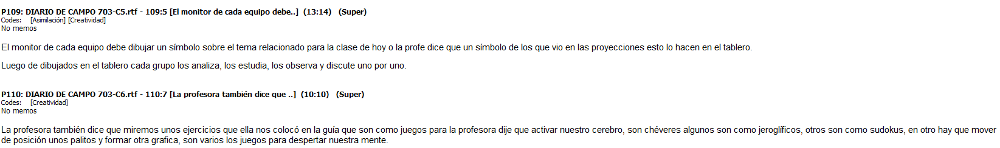 P109: DIARIO DE CAMPO 703-C5.rtf - 109:5 [El monitor de cada equipo debe..]  (13:14)   (Super)
Codes:    [Asimilación] [Creatividad]
No memos
El monitor de cada equipo debe dibujar un símbolo sobre el tema relacionado para la clase de hoy o la profe dice que un símbolo de los que vio en las proyecciones esto lo hacen en el tablero.
Luego de dibujados en el tablero cada grupo los analiza, los estudia, los observa y discute uno por uno.
P110: DIARIO DE CAMPO 703-C6.rtf - 110:7 [La profesora también dice que ..]  (10:10)   (Super)
Codes:    [Creatividad]
No memos
La profesora también dice que miremos unos ejercicios que ella nos colocó en la guía que son como juegos para la profesora dije que activar nuestro cerebro, son chéveres algunos son como jeroglíficos, otros son como sudokus, en otro hay que mover
de posición unos palitos y formar otra grafica, son varios los juegos para despertar nuestra mente.